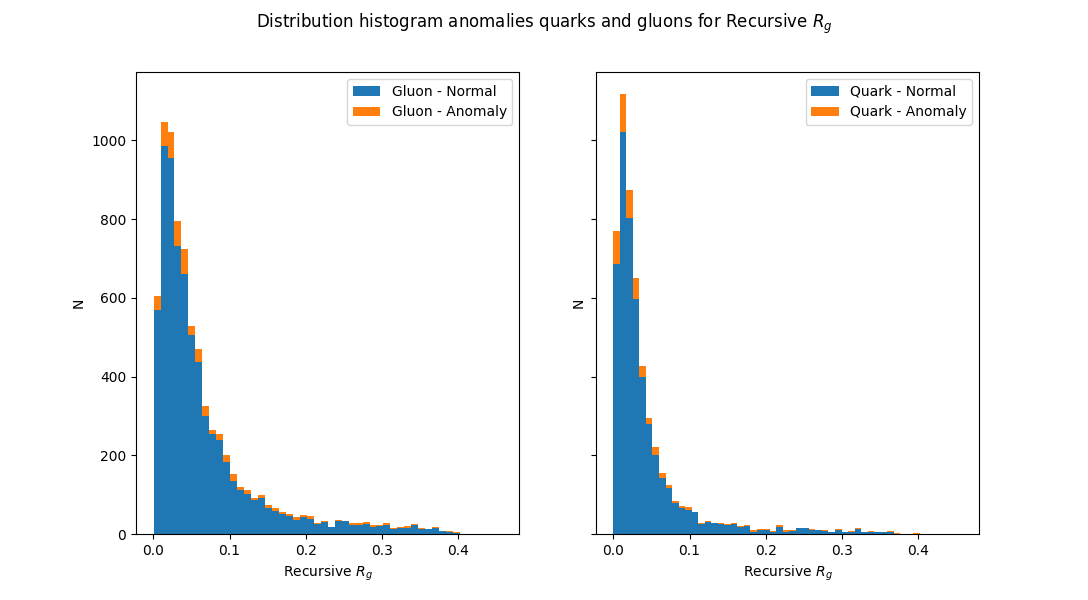 Distribution histogram anomalies quarks and gluons for Recursive $R_g$
Gluon - Normal
Gluon - Anomaly
N
1000
800
600
400
200
0
0.0 0.1 0.2 0.3 0.4
Recursive $R_g$
Quark - Normal
Quark - Anomaly
N
0.0 0.1 0.2 0.3 0.4
Recursive $R_g$